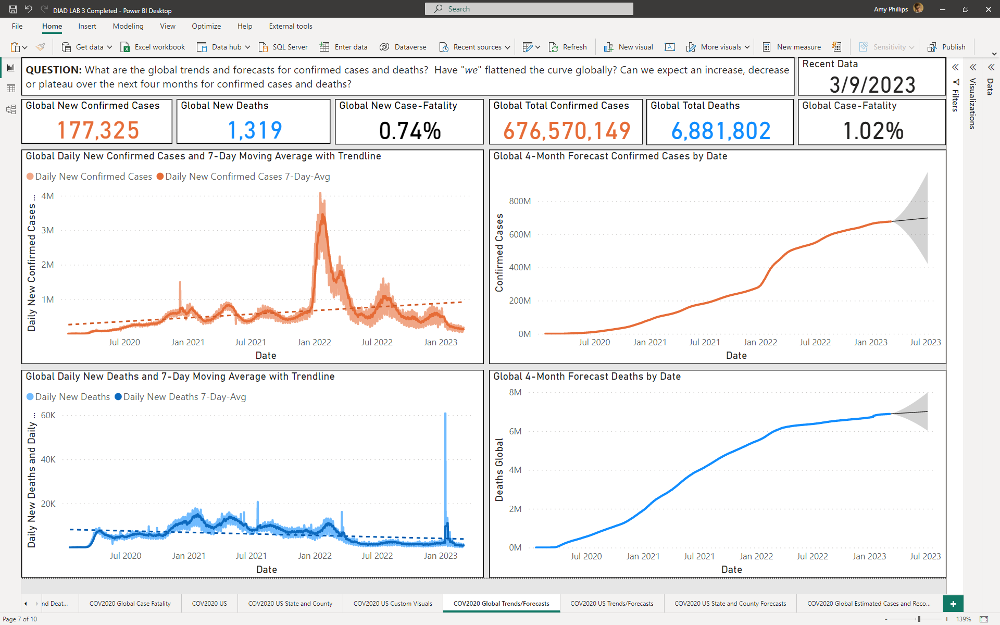 DIAD LAB 3 Completed - Power BI Desktop
Search
Amy Phillips
File Home Insert Modeling View Optimize Help External tools
Get data Excel workbook Data hub SQL Server Enter data Dataverse Recent sources Refresh New visual More visuals New measure Sensitivity Publish
QUESTION: What are the global trends and forecasts for confirmed cases and deaths? Have "we" flattened the curve globally? Can we expect an increase, decrease
or plateau over the next four months for confirmed cases and deaths?
Recent Data
3/9/2023
Filters
Visualizations
Data
Global New Confirmed Cases
177,325
Global New Deaths
1,319
Global New Case-Fatality
0.74%
Global Total Confirmed Cases
676,570,149
Global Total Deaths
6,881,802
Global Case-Fatality
1.02%
Global Daily New Confirmed Cases and 7-Day Moving Average with Trendline
Daily New Confirmed Cases Daily New Confirmed Cases 7-Day-Avg
Daily New Confirmed Cases ...
4M
3M
2M
1M
Jul 2020 Jan 2021 Jul 2021 Jan 2022 Jul 2022 Jan 2023
Date
Global 4-Month Forecast Confirmed Cases by Date
Confirmed Cases
800M
600M
400M
200M
0M
Jul 2020 Jan 2021 Jul 2021 Jan 2022 Jul 2022 Jan 2023 Jul 2023
Date
Global Daily New Deaths and 7-Day Moving Average with Trendline
Daily New Deaths Daily New Deaths 7-Day-Avg
Daily New Deaths and Daily ...
60K
40K
20K
Jul 2020 Jan 2021 Jul 2021 Jan 2022 Jul 2022 Jan 2023
Date
Global 4-Month Forecast Deaths by Date
Deaths Global
8M
6M
4M
2M
0M
Jul 2020 Jan 2021 Jul 2021 Jan 2022 Jul 2022 Jan 2023 Jul 2023
Date
nd Deat... COV2020 Global Case Fatality COV2020 US COV2020 US State and County COV2020 US Custom Visuals COV2020 Global Trends/Forecasts COV2020 US Trends/Forecasts COV2020 US State and County Forecasts COV2020 Global Estimated Cases and Reco... +
Page 7 of 10
- + 139%